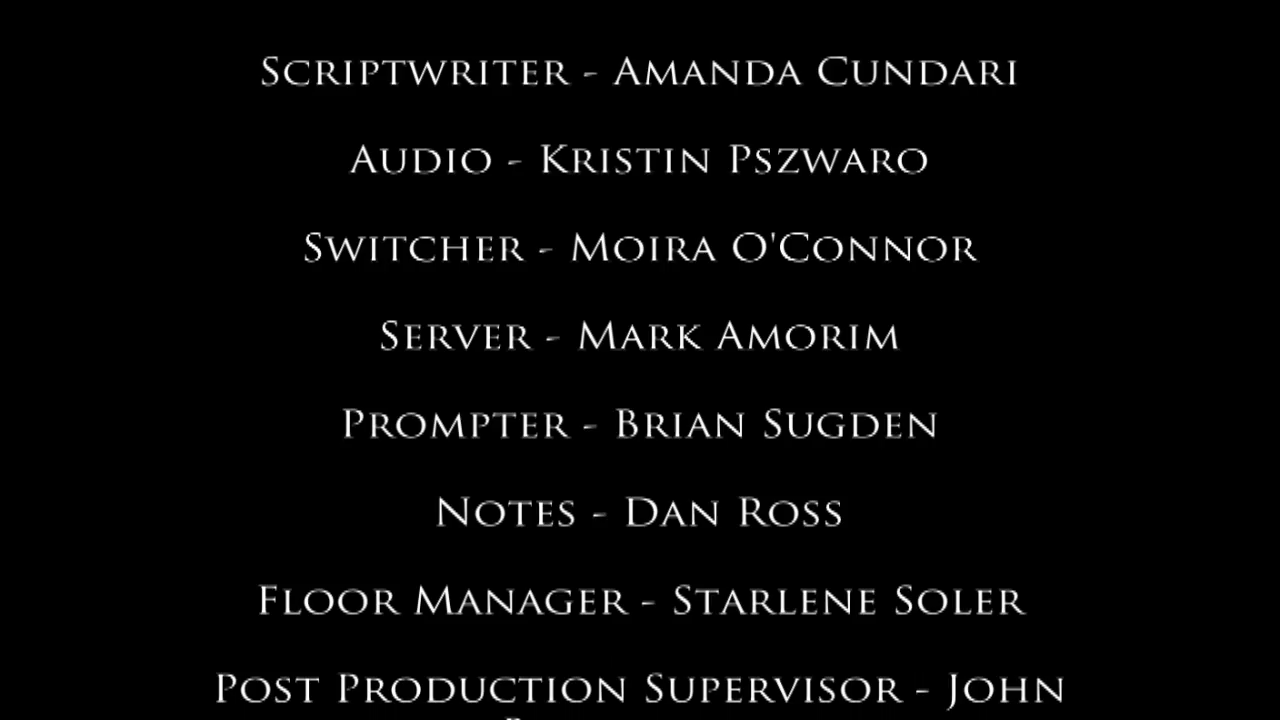 Scriptwriter - Amanda Cundari
Audio - Kristin Pszwaro
Switcher - Moira O'Connor
Server - Mark Amorim
Prompter - Brian Sugden
Notes - Dan Ross
Floor Manager - Starlene Soler
Post Production Supervisor - John